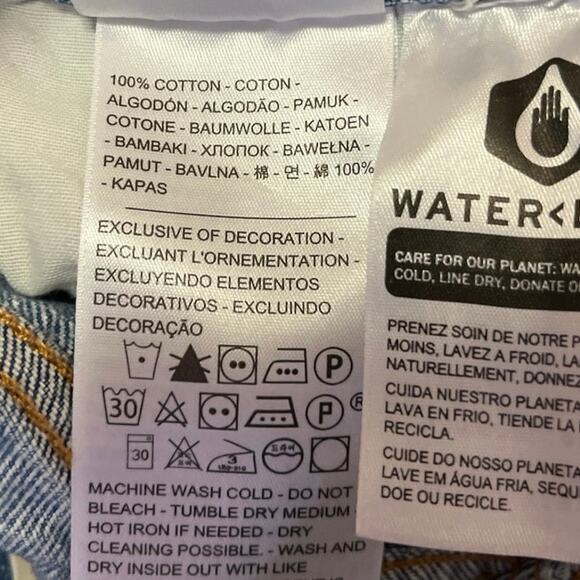 100% COTTON - COTON -
ALGODÓN - ALGODÃO - PAMUK -
COTONE - BAUMWOLLE - KATOEN
- BAMBAKI - ХЛОПОК - BAWEŁNA -
PAMUT - BAVLNA - 棉 - 면 - 綿 100%
- KAPAS
EXCLUSIVE OF DECORATION -
EXCLUANT L'ORNEMENTATION -
EXCLUYENDO ELEMENTOS
DECORATIVOS - EXCLUINDO
DECORAÇÃO
P
30 P ®
30 3
MACHINE WASH COLD - DO NOT
BLEACH - TUMBLE DRY MEDIUM -
HOT IRON IF NEEDED - DRY
CLEANING POSSIBLE. - WASH AND
DRY INSIDE OUT WITH LIKE
WATER<
CARE FOR OUR PLANET: WA
COLD, LINE DRY, DONATE O
PRENEZ SOIN DE NOTRE P
MOINS, LAVEZ A FROID, LA
NATURELLEMENT, DONNEZ
CUIDA NUESTRO PLANETA
LAVA EN FRIO, TIENDE LA
RECICLA.
CUIDE DO NOSSO PLANETA
LAVE EM ÁGUA FRIA, SEQU
DOE OU RECICLE.